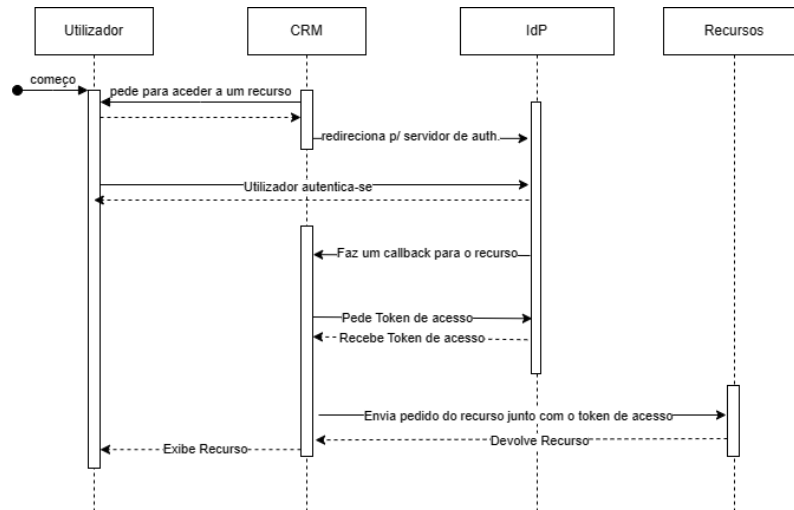 Utilizador
CRM
IdP
Recursos
começo
pede para aceder a um recurso
redireciona p/ servidor de auth.
Utilizador autentica-se
Faz um callback para o recurso
Pede Token de acesso
Recebe Token de acesso
Envia pedido do recurso junto com o token de acesso
Devolve Recurso
Exibe Recurso